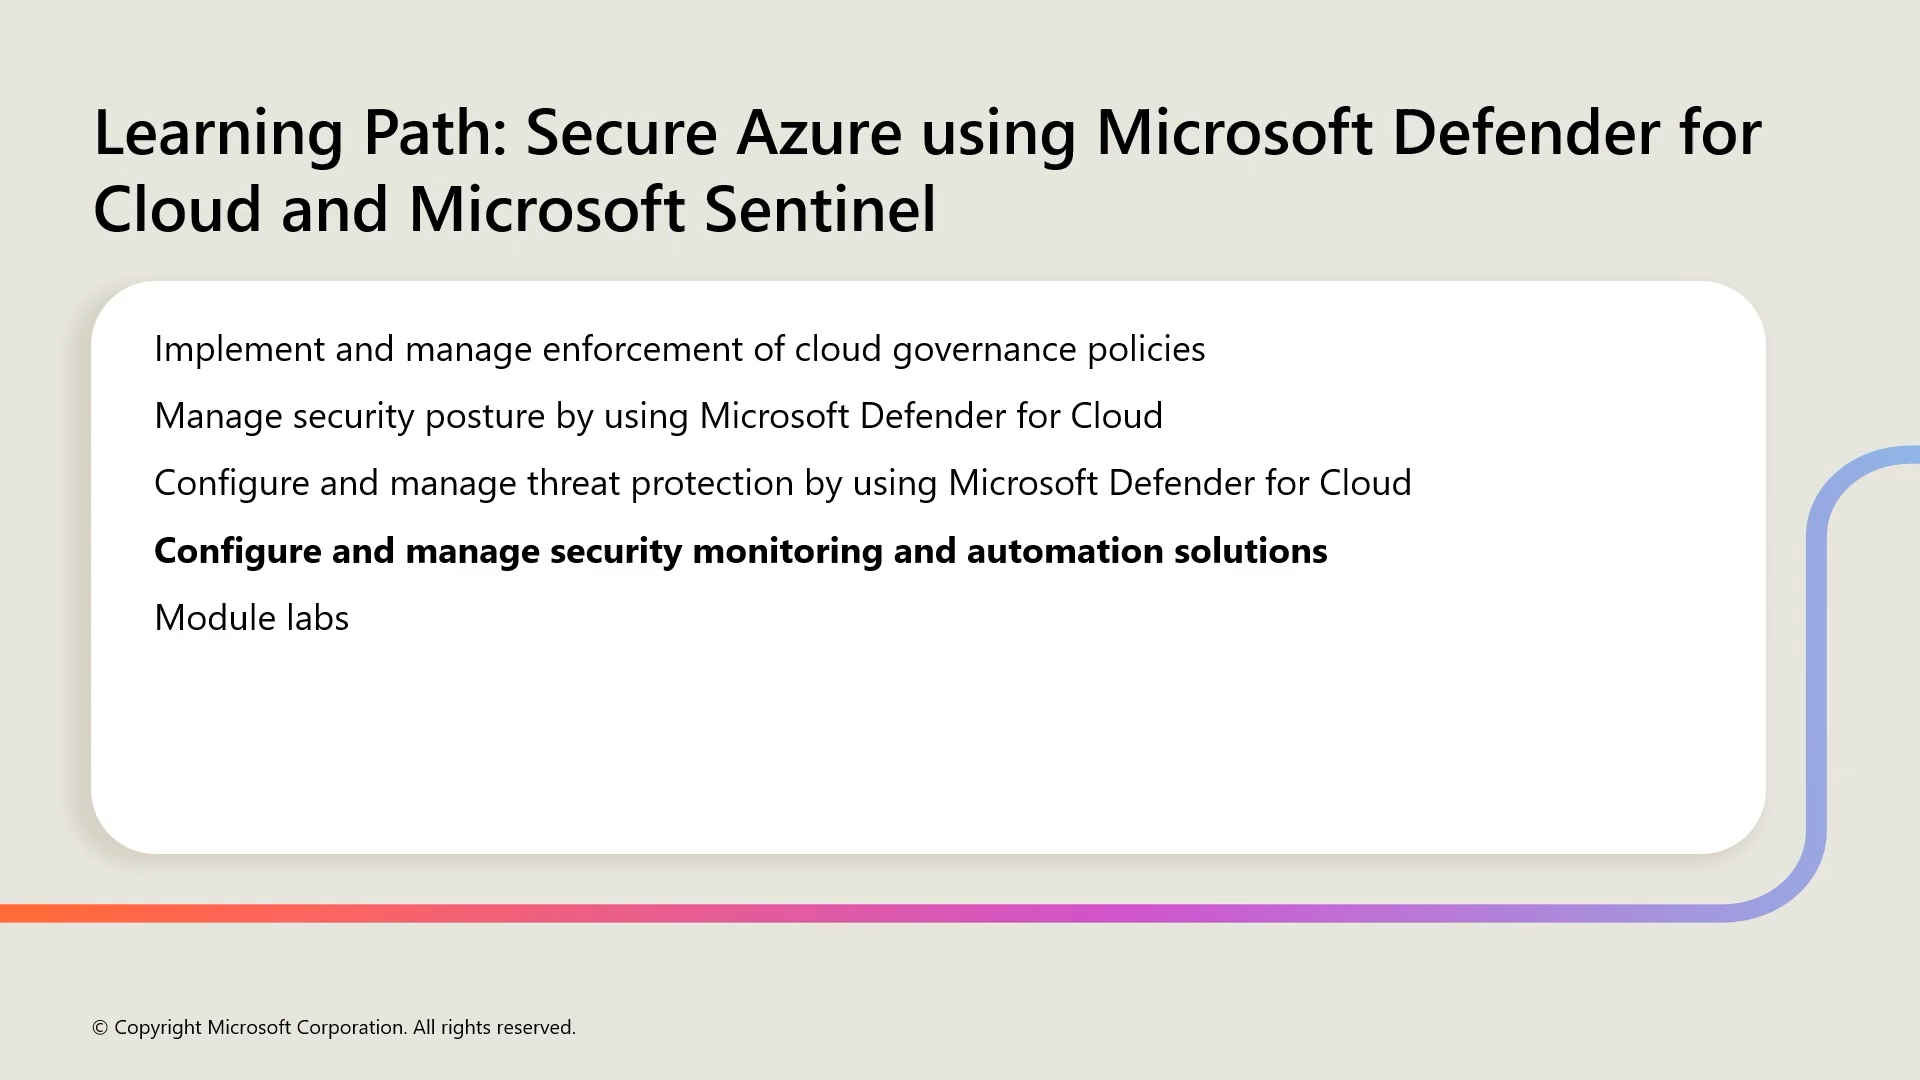 Learning Path: Secure Azure using Microsoft Defender for
Cloud and Microsoft Sentinel
Implement and manage enforcement of cloud governance policies
Manage security posture by using Microsoft Defender for Cloud
Configure and manage threat protection by using Microsoft Defender for Cloud
Configure and manage security monitoring and automation solutions
Module labs
© Copyright Microsoft Corporation. All rights reserved.